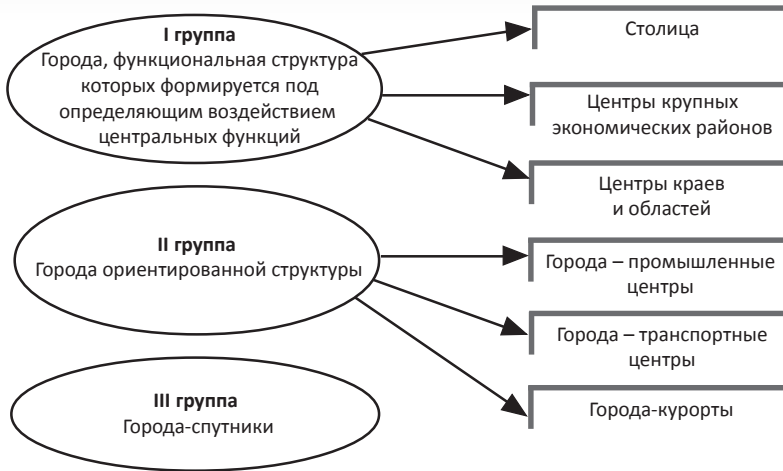 I группа
Города, функциональная структура
которых формируется под
определяющим воздействием
центральных функций
Столица
Центры крупных
экономических районов
Центры краев
и областей
II группа
Города ориентированной структуры
Города – промышленные
центры
Города – транспортные
центры
Города-курорты
III группа
Города-спутники